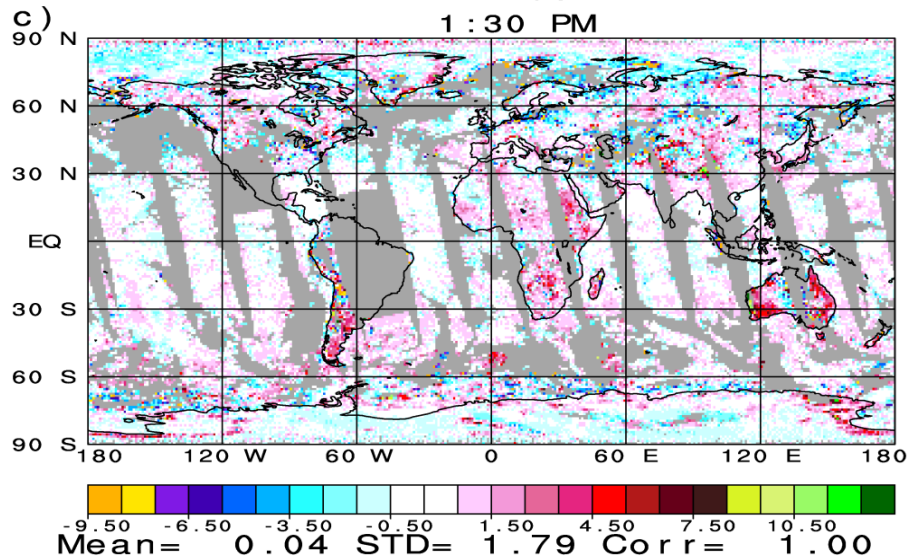 c)
1:30 PM
90 N
60 N
30 N
EQ
30 S
60 S
90 S
180 120 W 60 W 0 60 E 120 E 180
-9.50 -6.50 -3.50 -0.50 1.50 4.50 7.50 10.50
Mean= 0.04 STD= 1.79 Corr= 1.00